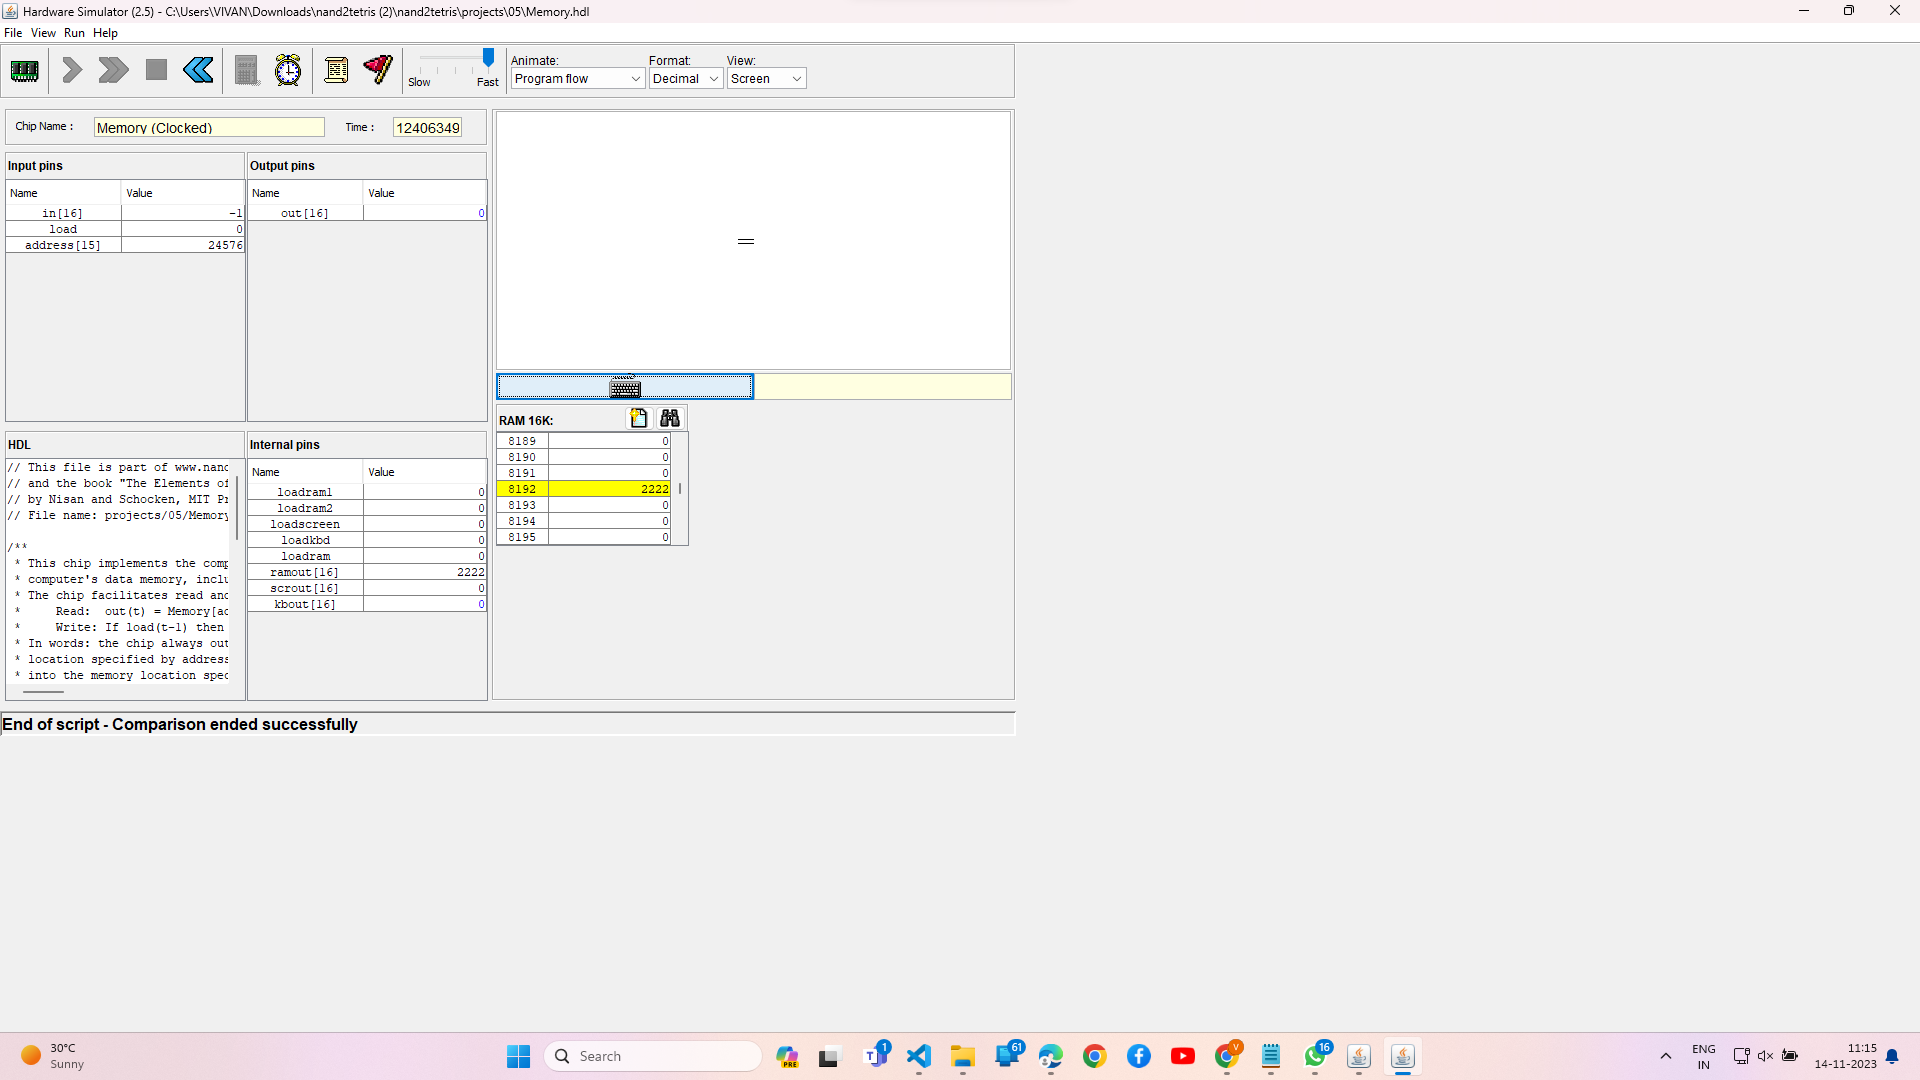 Hardware Simulator (2.5) - C:\Users\VIVAN\Downloads\nand2tetris (2)\nand2tetris\projects\05\Memory.hdl
File View Run Help
Slow Fast
Animate: Format: View:
Program flow Decimal Screen
Chip Name : Memory (Clocked) Time : 12406349
Input pins
Name Value
in[16] -1
load 0
address[15] 24576
Output pins
Name Value
out[16] 0
HDL
// This file is part of www.nand
// and the book "The Elements of
// by Nisan and Schocken, MIT Pr
// File name: projects/05/Memory
/**
* This chip implements the comp
* computer's data memory, inclu
* The chip facilitates read and
* Read: out(t) = Memory[ad
* Write: If load(t-1) then
* In words: the chip always out
* location specified by address
* into the memory location spec
Internal pins
Name Value
loadram1 0
loadram2 0
loadscreen 0
loadkbd 0
loadram 0
ramout[16] 2222
scrout[16] 0
kbout[16] 0
RAM 16K:
8189 0
8190 0
8191 0
8192 2222
8193 0
8194 0
8195 0
End of script - Comparison ended successfully
30°C
Sunny
Search
PRE
1
61
V
16
ENG
IN
11:15
14-11-2023